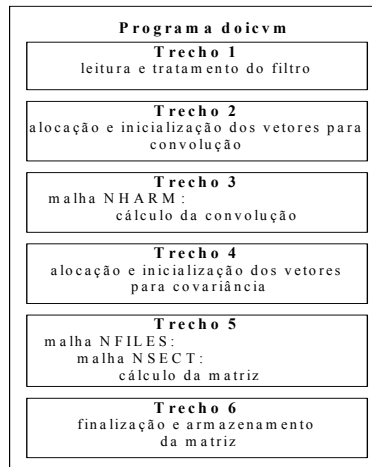 Programa doicvm
Trecho 1
leitura e tratamento do filtro
Trecho 2
alocação e inicialização dos vetores para
convolução
Trecho 3
malha NHARM:
cálculo da convolução
Trecho 4
alocação e inicialização dos vetores
para covariância
Trecho 5
malha NFILES:
malha NSECT:
cálculo da matriz
Trecho 6
finalização e armazenamento
da matriz